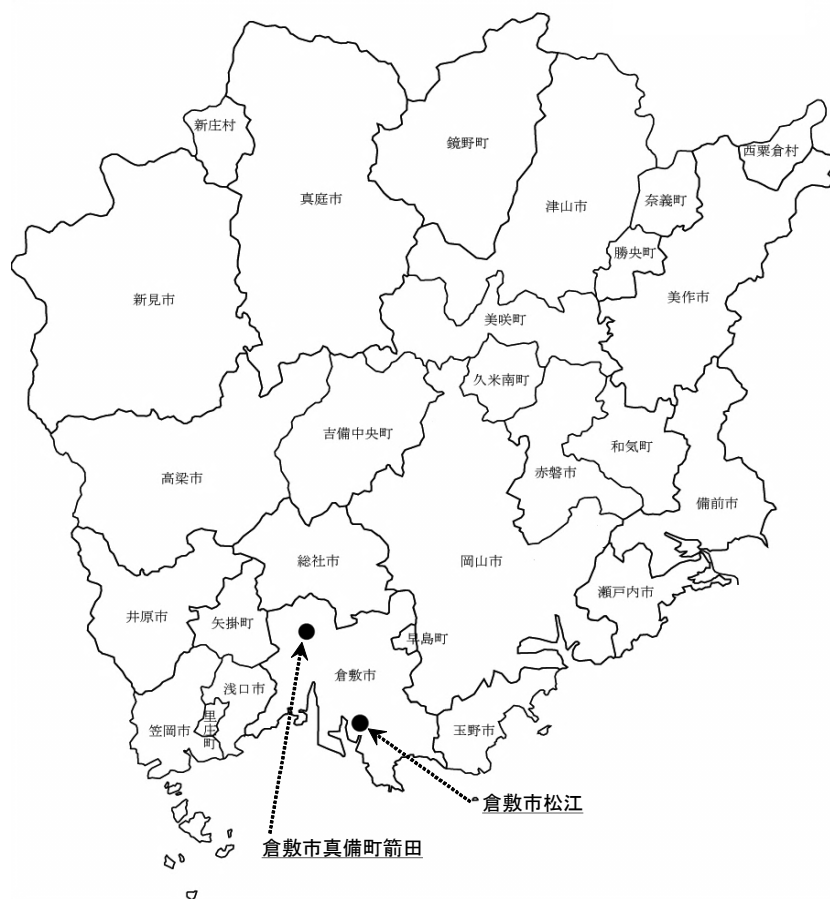 新庄村
鏡野町
西粟倉村
真庭市
津山市
奈義町
勝央町
新見市
美作市
美咲町
久米南町
吉備中央町
和気町
高梁市
赤磐市
備前市
総社市
岡山市
瀬戸内市
井原市
矢掛町
早島町
倉敷市
浅口市
里庄町
笠岡市
玉野市
倉敷市松江
倉敷市真備町箭田